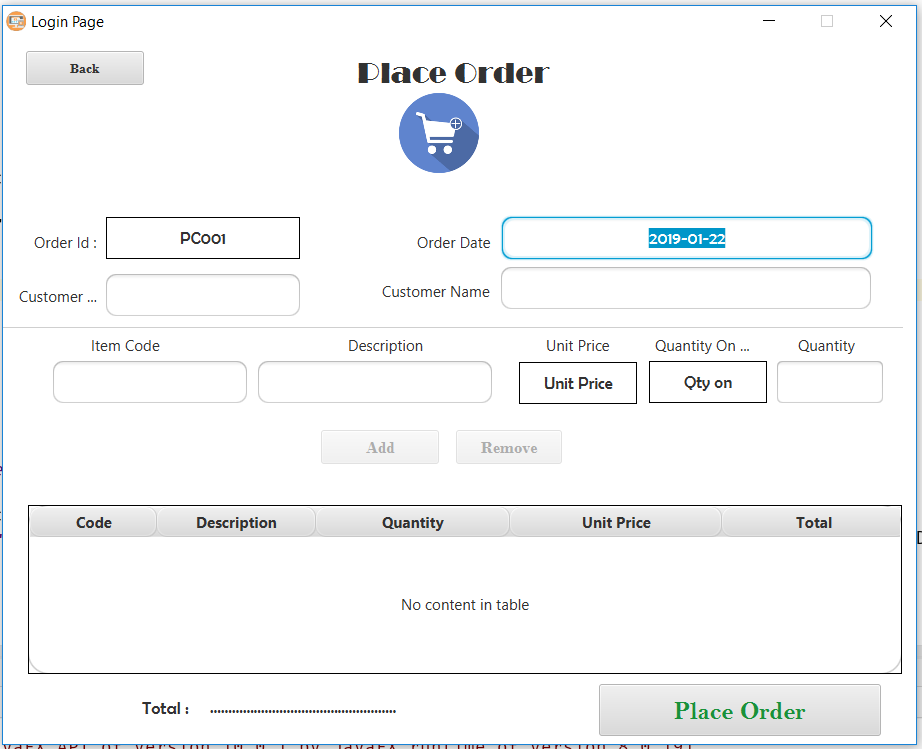 Login Page
Back
Place Order
Order Id : PC001 Order Date 2019-01-22
Customer ... Customer Name
Item Code Description Unit Price Quantity On ... Quantity
Unit Price Qty on
Add Remove
Code Description Quantity Unit Price Total
No content in table
Total : ..................................................
Place Order